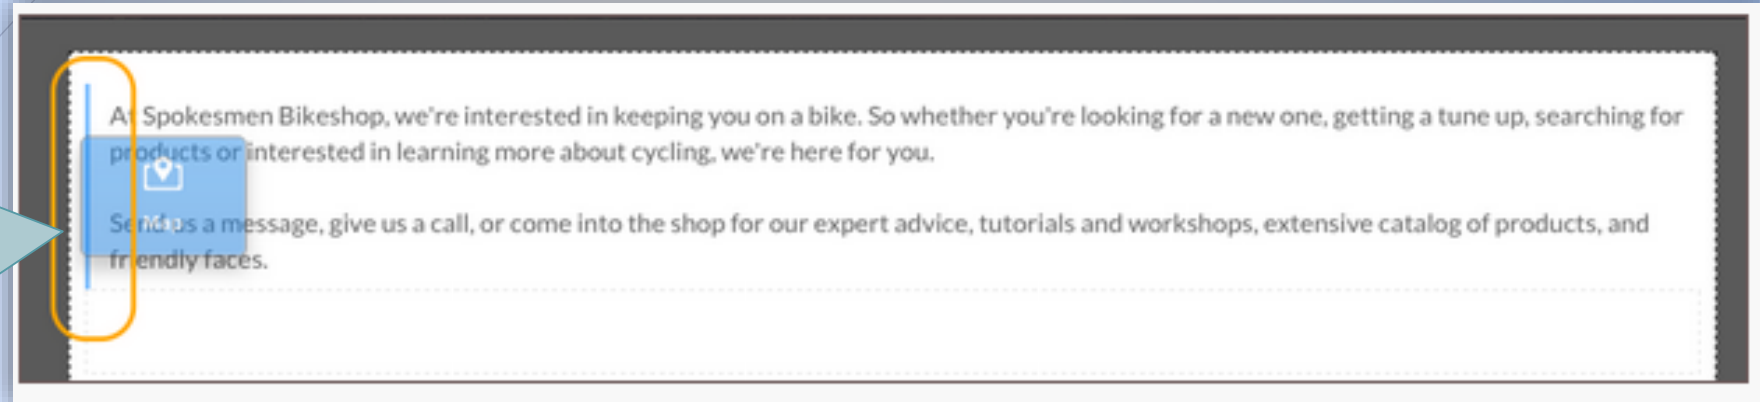 At Spokesmen Bikeshop, we're interested in keeping you on a bike. So whether you're looking for a new one, getting a tune up, searching for
products or interested in learning more about cycling, we're here for you.
Map
Send us a message, give us a call, or come into the shop for our expert advice, tutorials and workshops, extensive catalog of products, and
friendly faces.